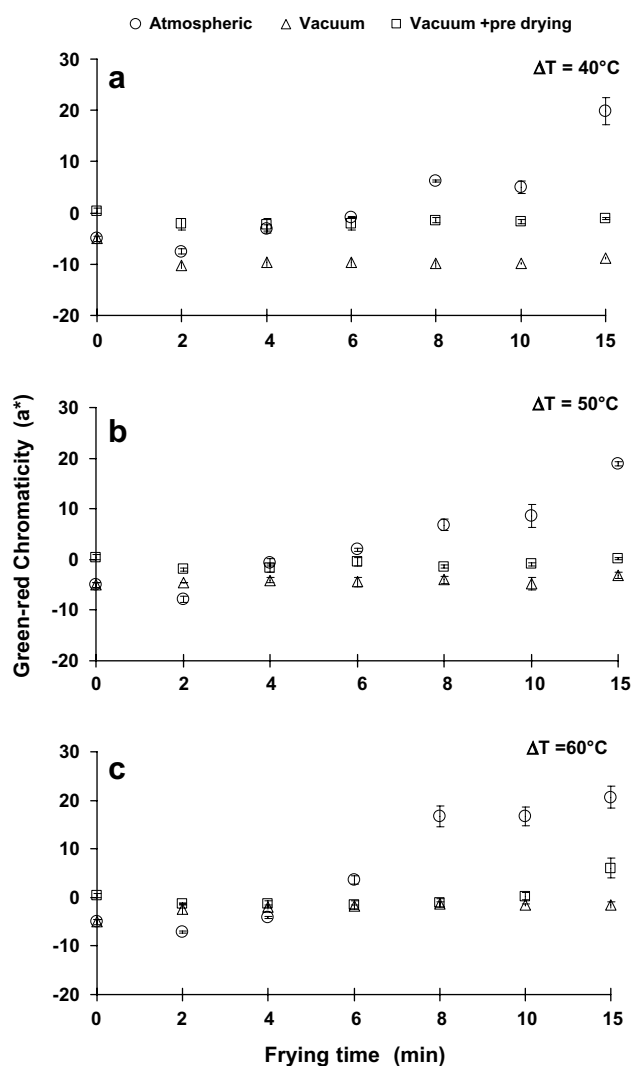 Atmospheric Vacuum Vacuum +pre drying
a
ΔT = 40°C
30
20
10
0
-10
-20
0 2 4 6 8 10 15
b
ΔT = 50°C
30
20
10
0
-10
-20
0 2 4 6 8 10 15
c
ΔT =60°C
30
20
10
0
-10
-20
0 2 4 6 8 10 15
Green-red Chromaticity (a*)
Frying time (min)